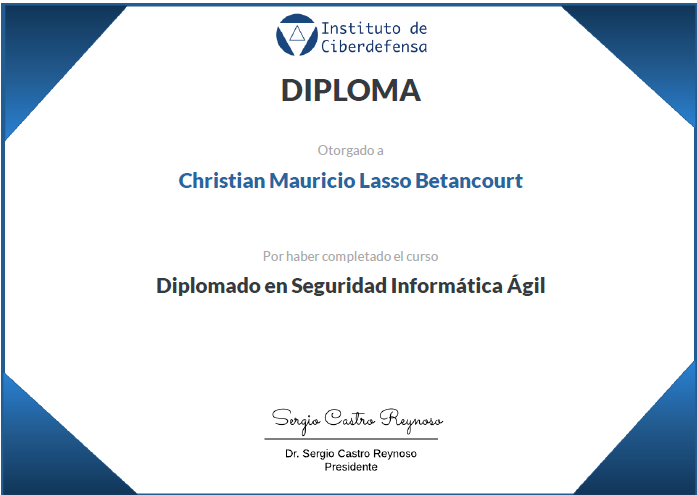 Instituto de
Ciberdefensa
DIPLOMA
Otorgado a
Christian Mauricio Lasso Betancourt
Por haber completado el curso
Diplomado en Seguridad Informática Ágil
Sergio Castro Reynoso
Dr. Sergio Castro Reynoso
Presidente